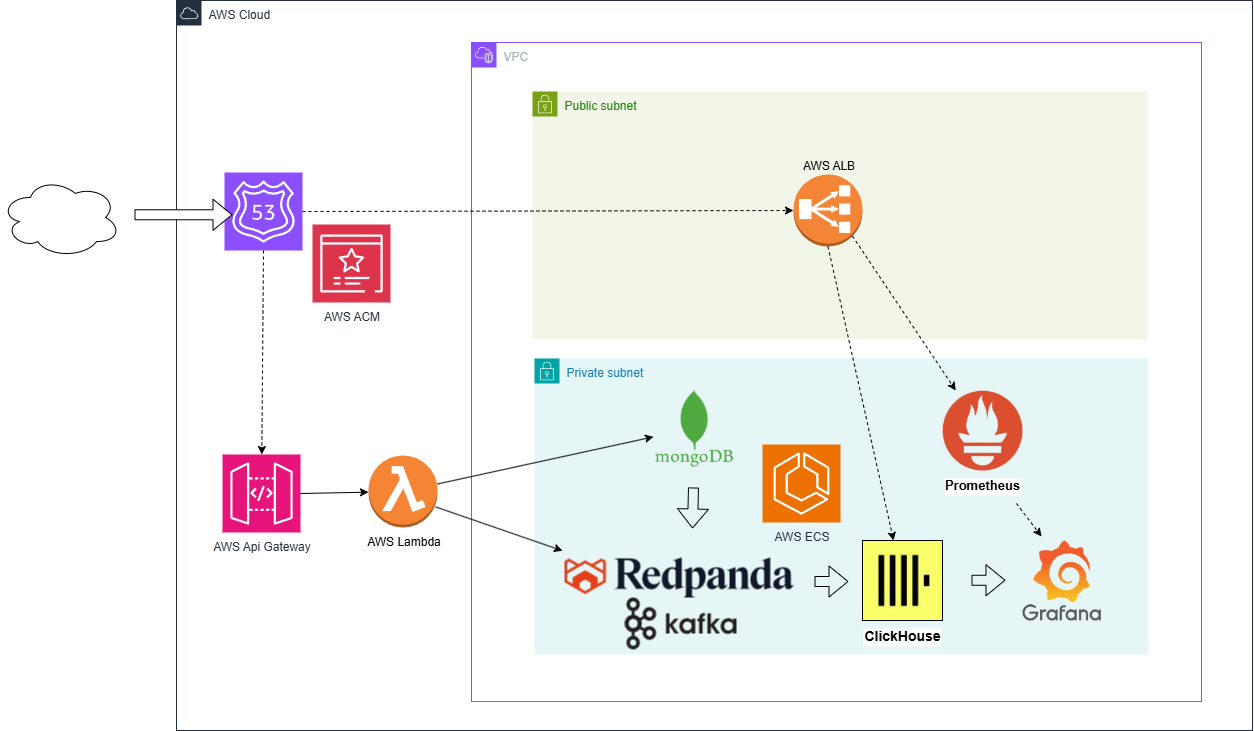 AWS Cloud
VPC
Public subnet
AWS ALB
53
AWS ACM
Private subnet
mongoDB
Prometheus
</>
AWS Api Gateway
AWS Lambda
AWS ECS
Redpanda
kafka
ClickHouse
Grafana